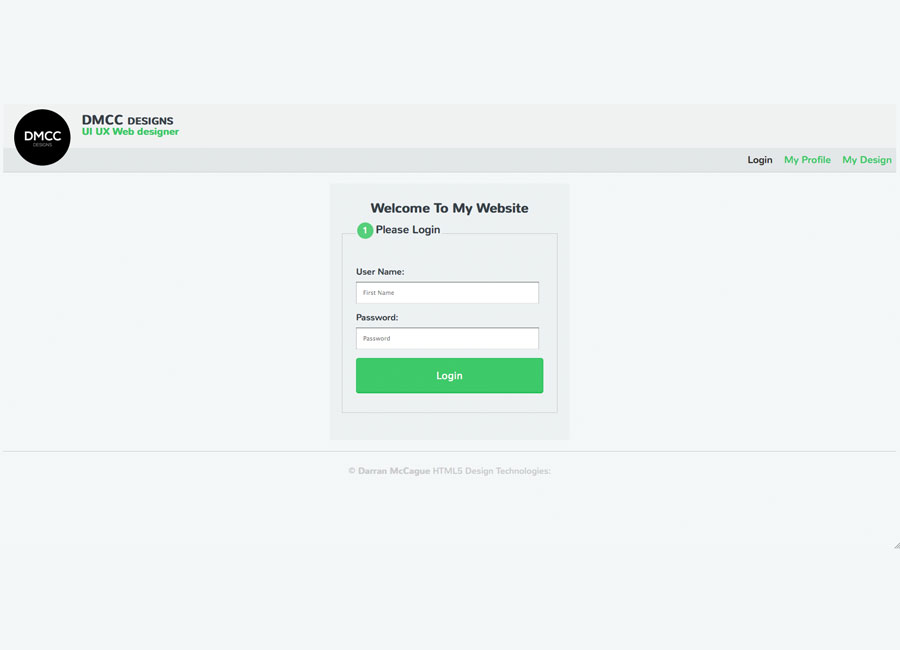 DMCC
DESIGNS
DMCC DESIGNS
UI UX Web designer
Login My Profile My Design
Welcome To My Website
1 Please Login
User Name:
First Name
Password:
Password
Login
© Darran McCague HTML5 Design Technologies: